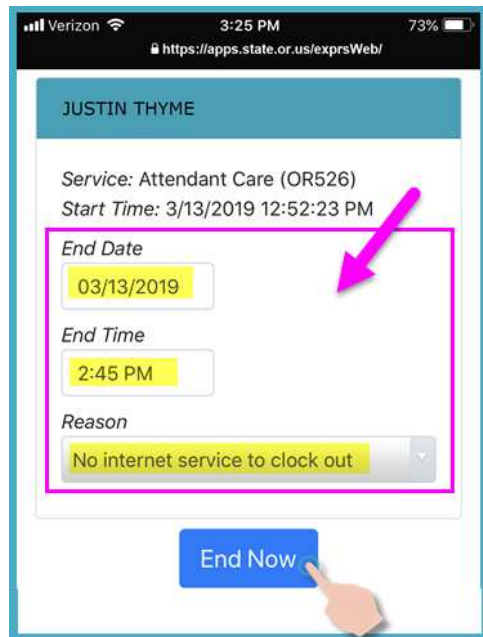 Verizon 3:25 PM 73%
https://apps.state.or.us/exprsWeb/
JUSTIN THYME
Service: Attendant Care (OR526)
Start Time: 3/13/2019 12:52:23 PM
End Date
03/13/2019
End Time
2:45 PM
Reason
No internet service to clock out
End Now